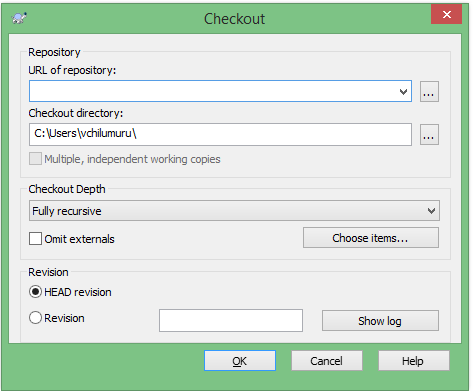 Checkout
Repository
URL of repository:
...
Checkout directory:
C:\Users\vchilumuru\
...
Multiple, independent working copies
Checkout Depth
Fully recursive
Omit externals
Choose items...
Revision
HEAD revision
Revision
Show log
OK
Cancel
Help